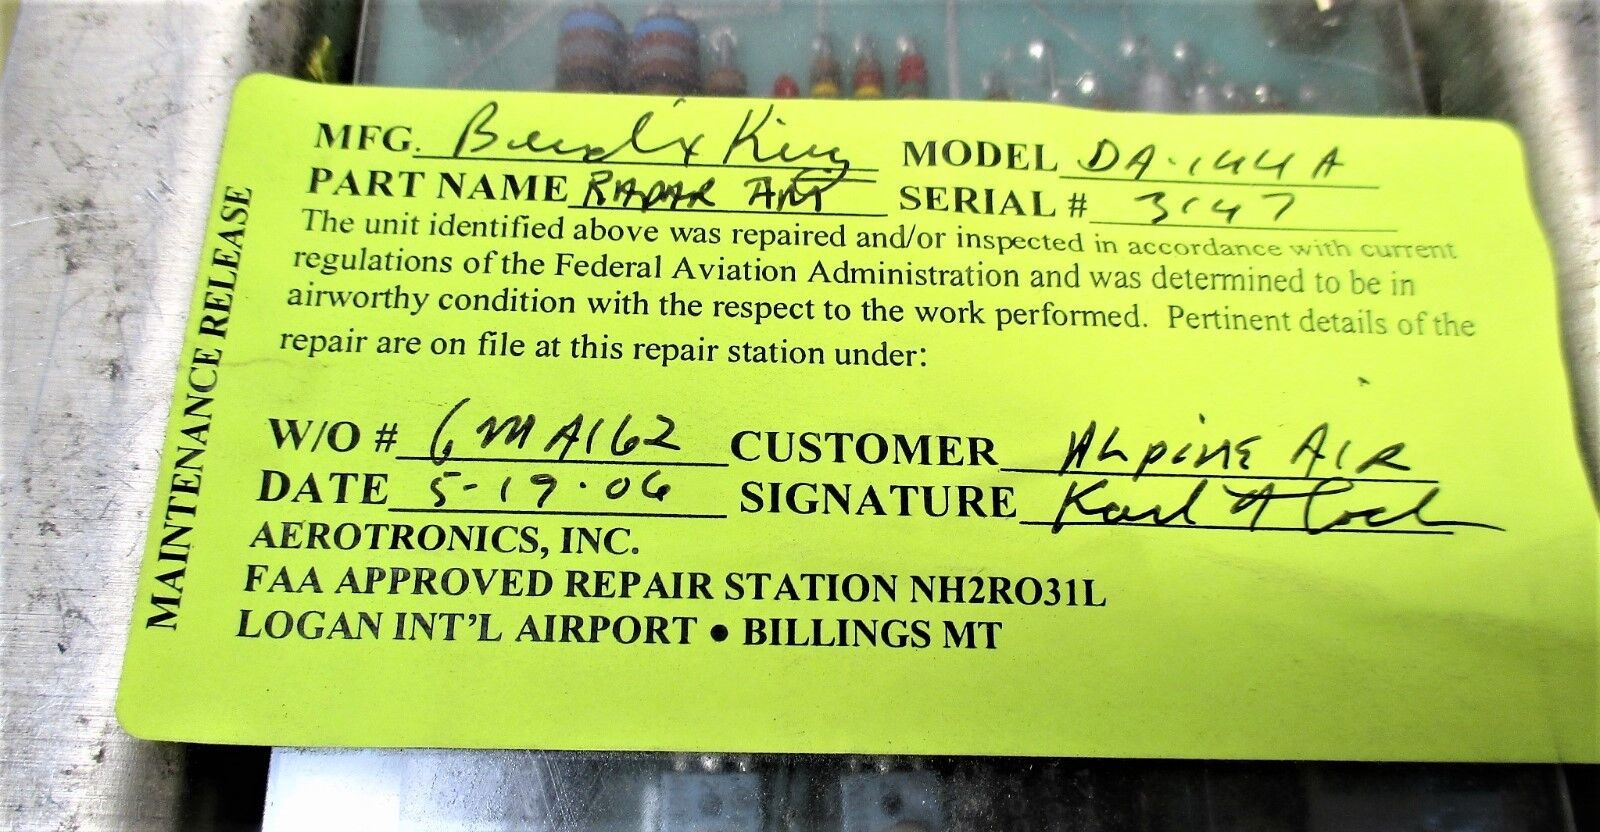 MAINTENANCE RELEASE
MFG. Bendix King MODEL DA-144A
PART NAME RADAR ANT SERIAL # 3147
The unit identified above was repaired and/or inspected in accordance with current
regulations of the Federal Aviation Administration and was determined to be in
airworthy condition with the respect to the work performed. Pertinent details of the
repair are on file at this repair station under:
W/O # 6MA162 CUSTOMER ALPINE AIR
DATE 5-19-06 SIGNATURE Karl
AEROTRONICS, INC.
FAA APPROVED REPAIR STATION NH2RO31L
LOGAN INT'L AIRPORT • BILLINGS MT